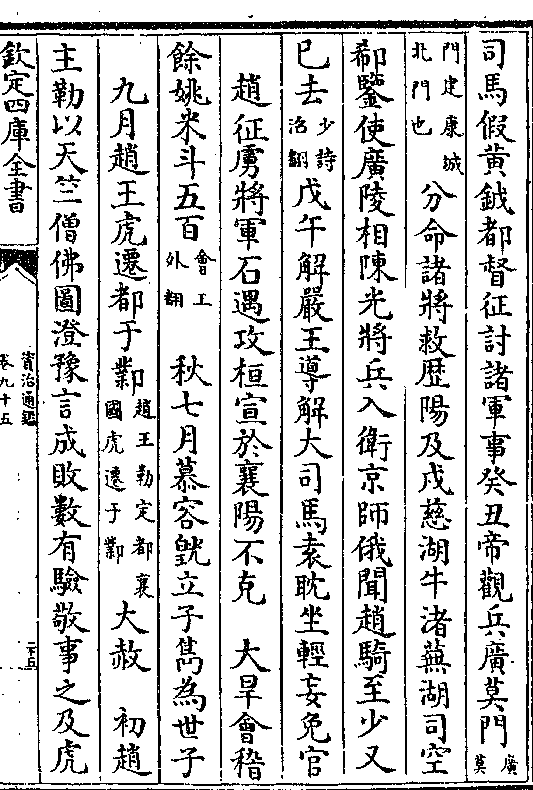 司馬假黃鉞都督征討諸軍事癸丑帝觀兵廣莫門廣莫
門建康城北門也分命諸將救歴陽及戍慈湖牛渚蕪湖司空
郗鑒使廣陵相陳光將兵入衛京師俄聞趙騎至少又
已去少詩沼翻戊午解嚴王導解大司馬袁耽坐輕妄免官
趙征虜將軍石遇攻桓宣於襄陽不克 大旱會稽
餘姚米斗五百會工外翻 秋七月慕容皝立子雋為世子
九月趙王虎遷都于鄴趙王勒定都襄國虎遷于鄴大赦 初趙
主勒以天竺僧佛圖澄豫言成敗數有驗敬事之及虎
欽定四庫全書
資治通鑑
卷九十五
二十五